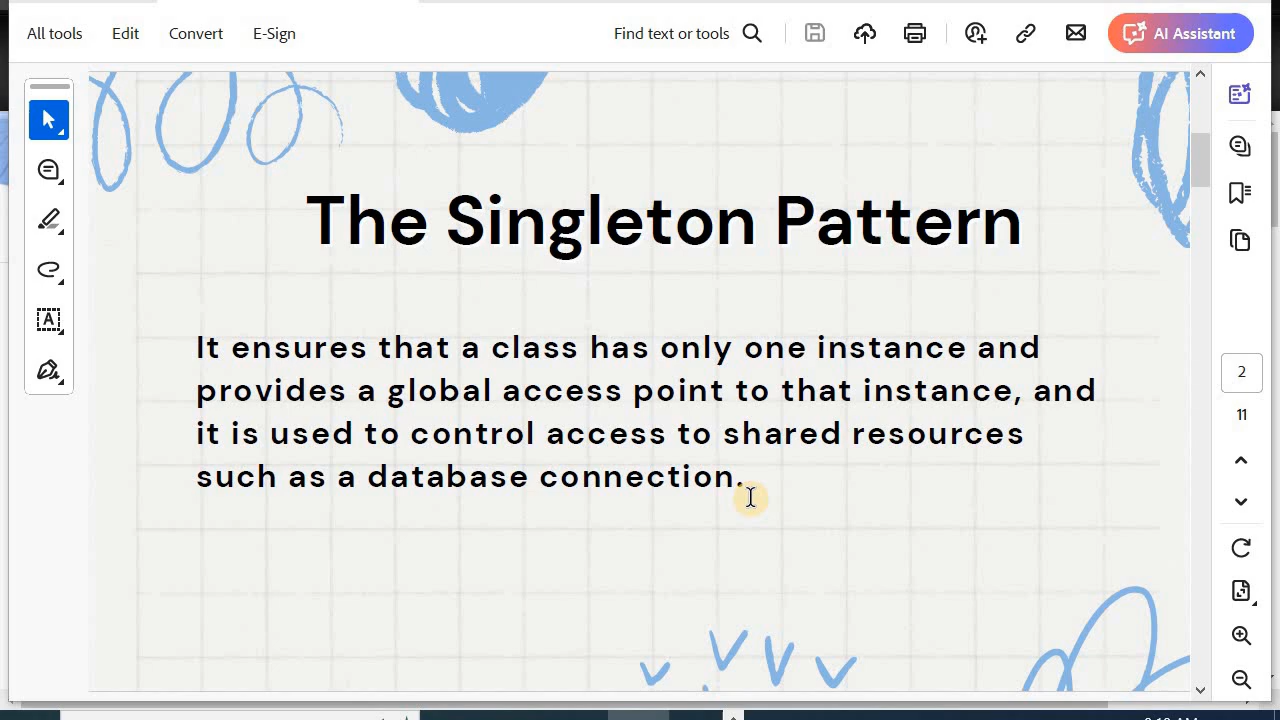 All tools Edit Convert E-Sign Find text or tools AI Assistant
The Singleton Pattern
It ensures that a class has only one instance and
provides a global access point to that instance, and
it is used to control access to shared resources
such as a database connection.
2
11